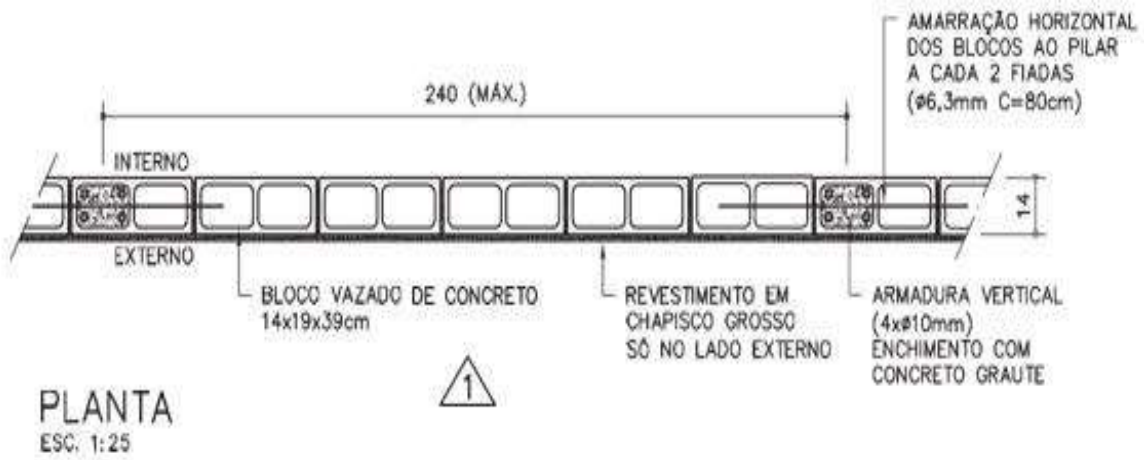 AMARRAÇÃO HORIZONTAL
DOS BLOCOS AO PILAR
A CADA 2 FIADAS
(ø6,3mm C=80cm)
240 (MÁX.)
INTERNO
14
EXTERNO
BLOCO VAZADO DE CONCRETO
14x19x39cm
REVESTIMENTO EM
CHAPISCO GROSSO
SÓ NO LADO EXTERNO
ARMADURA VERTICAL
(4xø10mm)
ENCHIMENTO COM
CONCRETO GRAUTE
1
PLANTA
ESC. 1:25